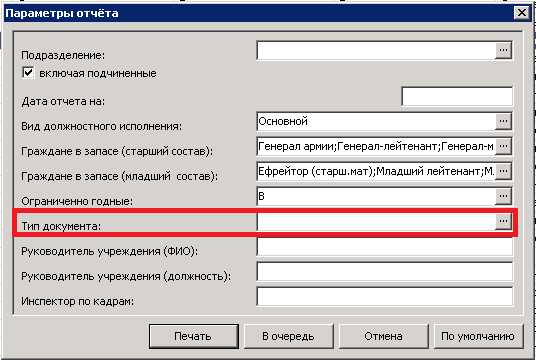 Параметры отчёта
Подразделение:
включая подчиненные
Дата отчета на:
Вид должностного исполнения: Основной
Граждане в запасе (старший состав): Генерал армии;Генерал-лейтенант;Генерал-м
Граждане в запасе (младший состав): Ефрейтор (старш.мат);Младший лейтенант;М.
Ограниченно годные: В
Тип документа:
Руководитель учреждения (ФИО):
Руководитель учреждения (должность):
Инспектор по кадрам:
Печать В очередь Отмена По умолчанию